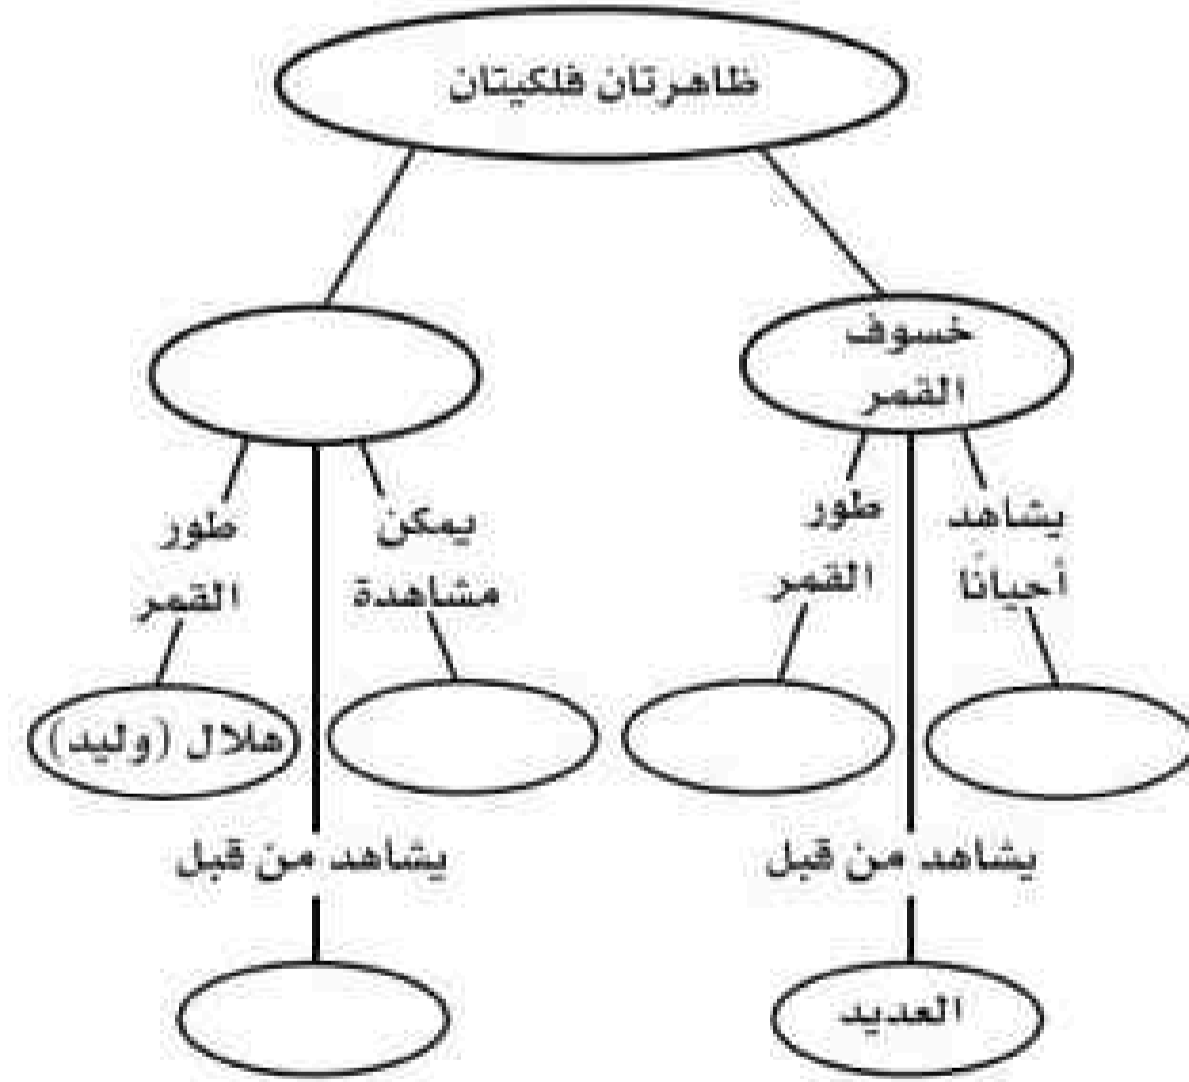 ظاهرتان فلكيتان
خسوف
القمر
يشاهد
أحيانًا
طور
القمر
يمكن
مشاهدة
طور
القمر
هلال (وليد)
يشاهد من قبل
يشاهد من قبل
العديد